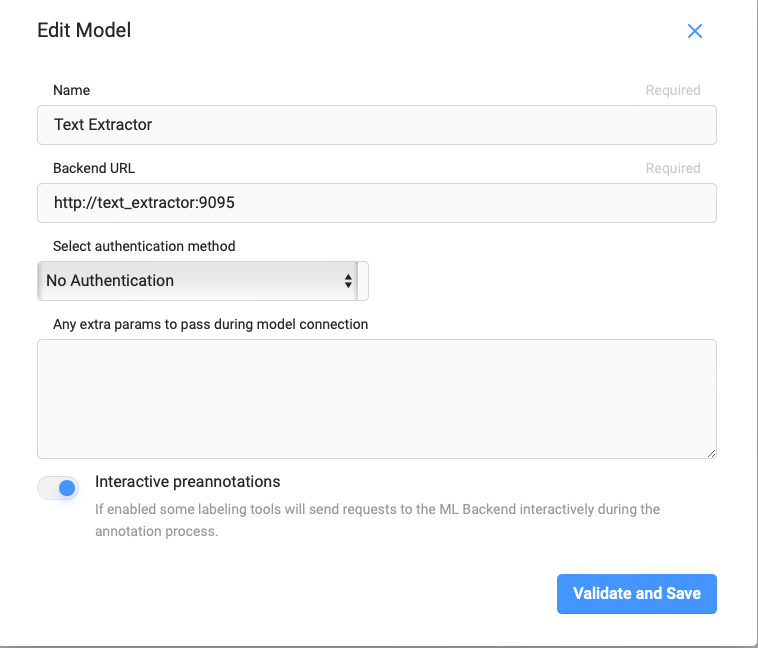 Edit Model
Name Required
Text Extractor
Backend URL Required
http://text_extractor:9095
Select authentication method
No Authentication
Any extra params to pass during model connection
Interactive preannotations
If enabled some labeling tools will send requests to the ML Backend interactively during the
annotation process.
Validate and Save